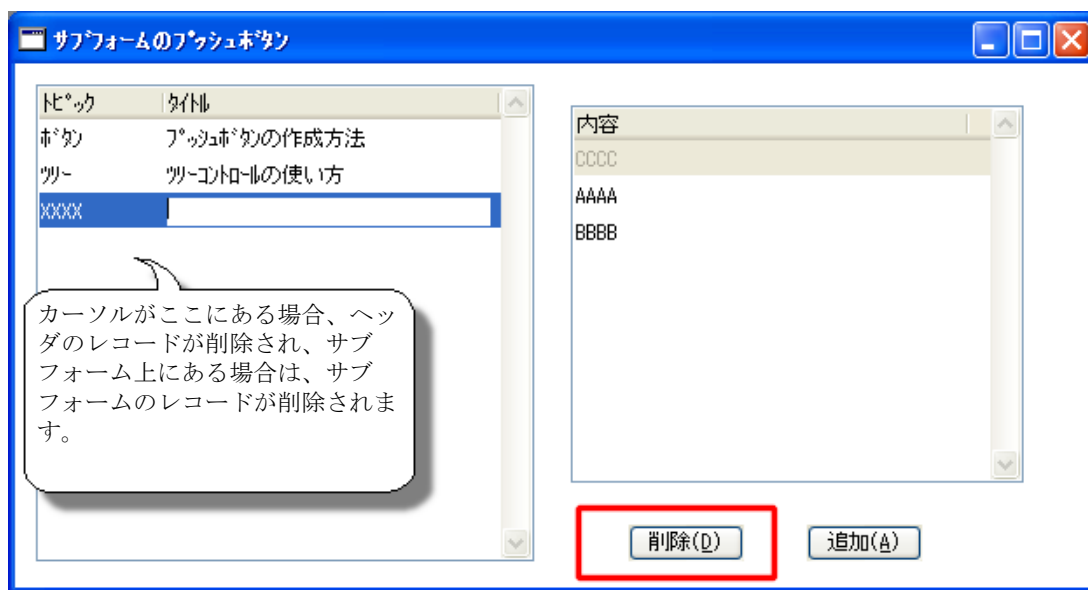 サブフォームのプッシュボタン
トピック タイトル
ボタン プッシュボタンの作成方法
ツリー ツリーコントロールの使い方
XXXX
カーソルがここにある場合、ヘッ
ダのレコードが削除され、サブ
フォーム上にある場合は、サブ
フォームのレコードが削除されま
す。
内容
CCCC
AAAA
BBBB
削除(D) 追加(A)